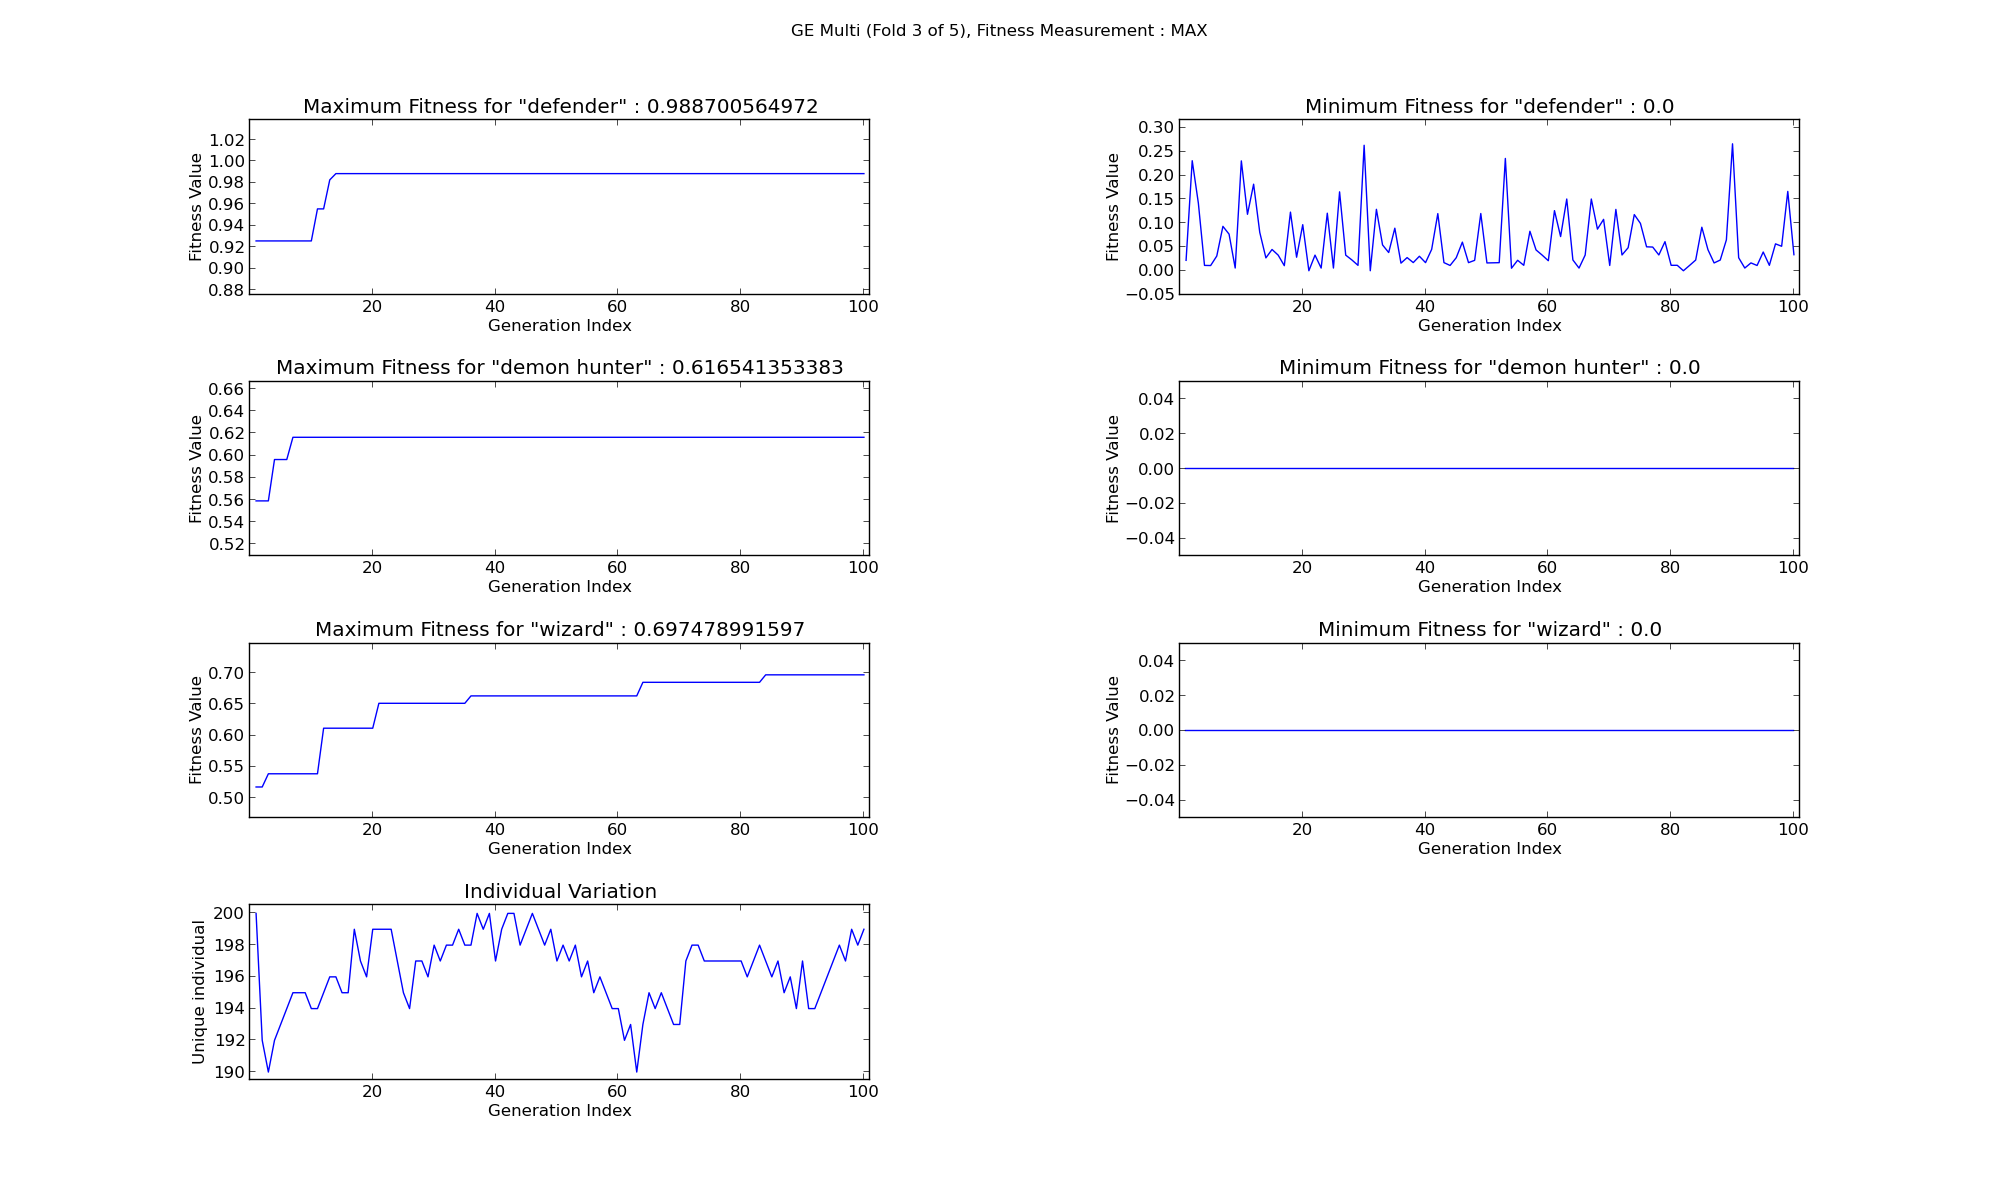 GE Multi (Fold 3 of 5), Fitness Measurement : MAX
Maximum Fitness for "defender" : 0.988700564972
Fitness Value
1.02
1.00
0.98
0.96
0.94
0.92
0.90
0.88
20 40 60 80 100
Generation Index
Minimum Fitness for "defender" : 0.0
Fitness Value
0.30
0.25
0.20
0.15
0.10
0.05
0.00
−0.05
20 40 60 80 100
Generation Index
Maximum Fitness for "demon hunter" : 0.616541353383
Fitness Value
0.66
0.64
0.62
0.60
0.58
0.56
0.54
0.52
20 40 60 80 100
Generation Index
Minimum Fitness for "demon hunter" : 0.0
Fitness Value
0.04
0.02
0.00
−0.02
−0.04
20 40 60 80 100
Generation Index
Maximum Fitness for "wizard" : 0.697478991597
Fitness Value
0.70
0.65
0.60
0.55
0.50
20 40 60 80 100
Generation Index
Minimum Fitness for "wizard" : 0.0
Fitness Value
0.04
0.02
0.00
−0.02
−0.04
20 40 60 80 100
Generation Index
Individual Variation
Unique individual
200
198
196
194
192
190
20 40 60 80 100
Generation Index